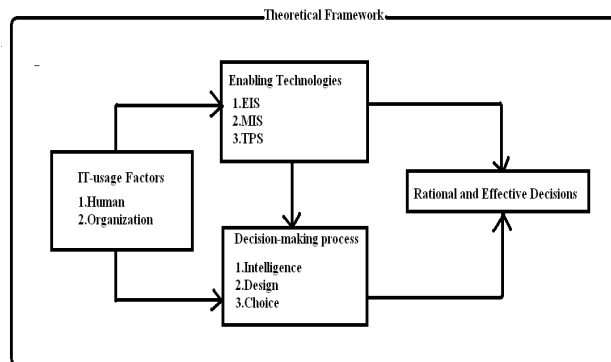 Theoretical Framework
Enabling Technologies
1.EIS
2.MIS
3.TPS
IT-usage Factors
1.Human
2.Organization
Rational and Effective Decisions
Decision-making process
1.Intelligence
2.Design
3.Choice